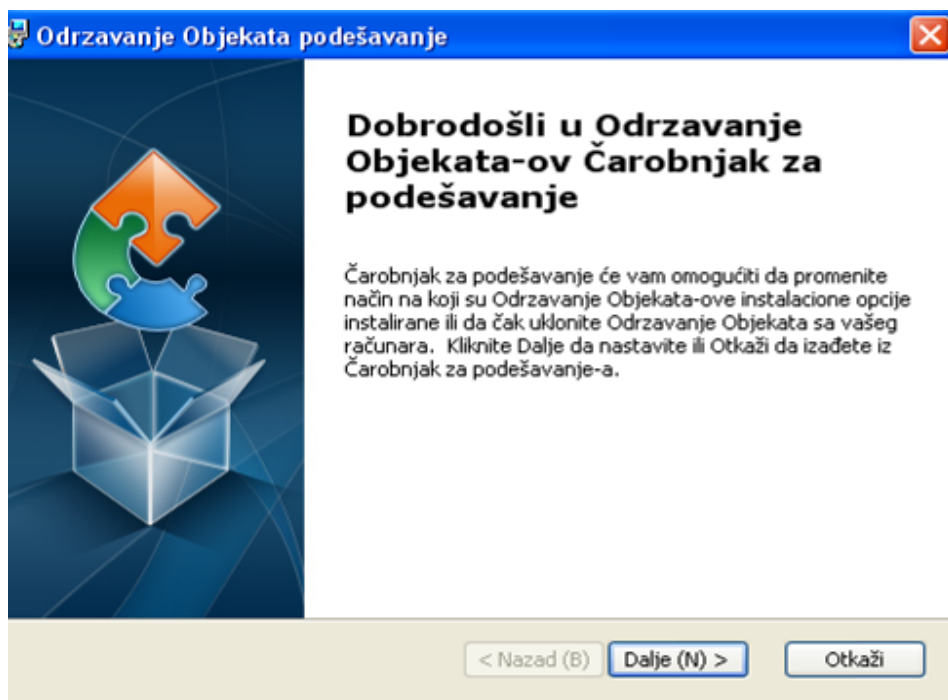 Odrzavanje Objekata podešavanje
Dobrodošli u Odrzavanje
Objekata-ov Čarobnjak za
podešavanje
Čarobnjak za podešavanje će vam omogućiti da promenite
način na koji su Odrzavanje Objekata-ove instalacione opcije
instalirane ili da čak uklonite Odrzavanje Objekata sa vašeg
računara. Kliknite Dalje da nastavite ili Otkaži da izađete iz
Čarobnjak za podešavanje-a.
< Nazad (B) Dalje (N) > Otkaži